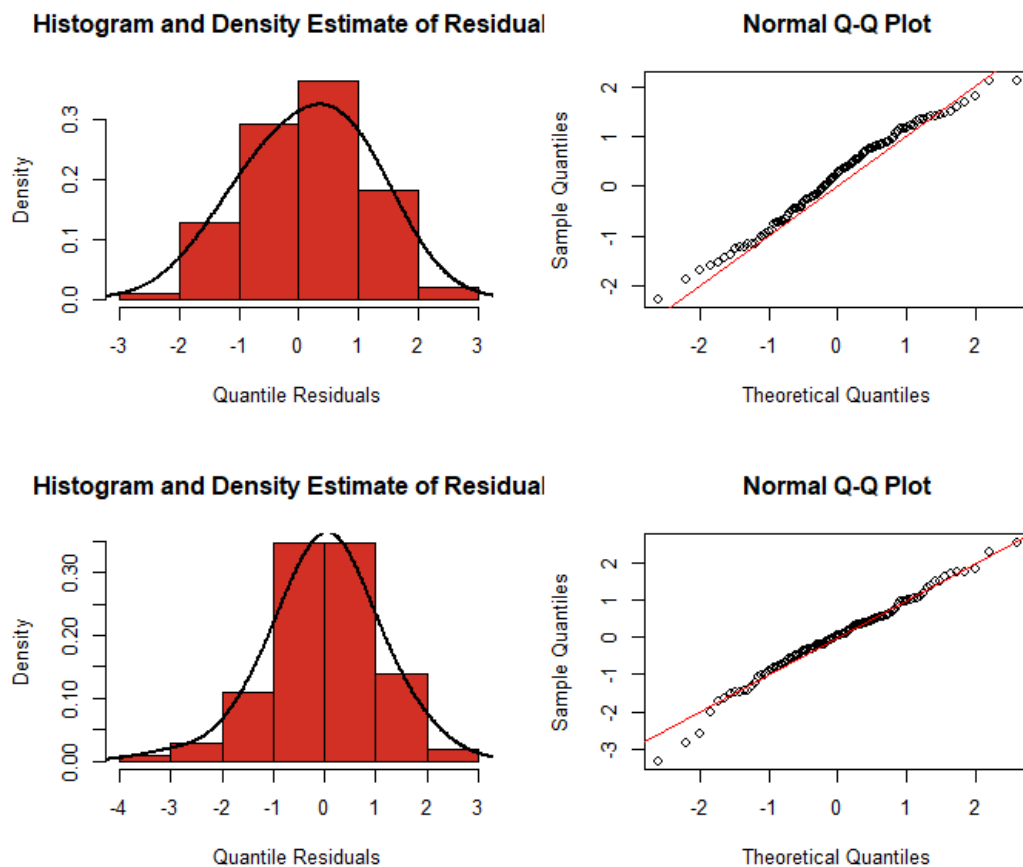 Histogram and Density Estimate of Residual
Normal Q-Q Plot
Density
0.0 0.1 0.2 0.3
-3 -2 -1 0 1 2 3
Quantile Residuals
Sample Quantiles
-2 -1 0 1 2
-2 -1 0 1 2
Theoretical Quantiles
Histogram and Density Estimate of Residual
Normal Q-Q Plot
Density
0.00 0.10 0.20 0.30
-4 -3 -2 -1 0 1 2 3
Quantile Residuals
Sample Quantiles
-3 -2 -1 0 1 2
-2 -1 0 1 2
Theoretical Quantiles